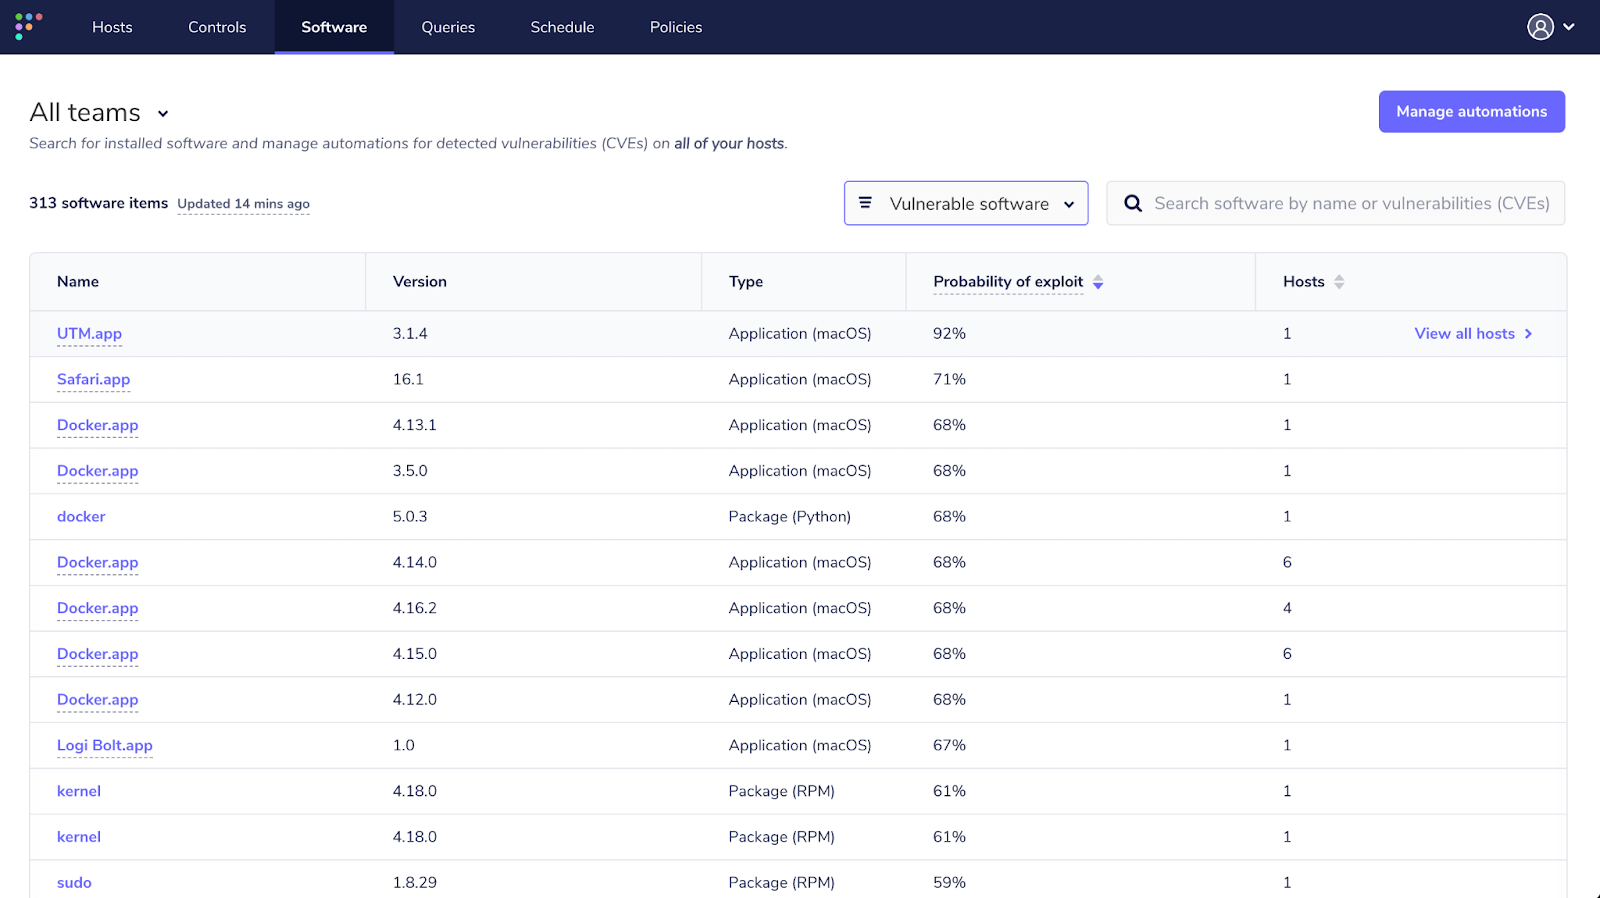 Hosts Controls Software Queries Schedule Policies
All teams
Manage automations
Search for installed software and manage automations for detected vulnerabilities (CVEs) on all of your hosts.
313 software items Updated 14 mins ago
Vulnerable software
Search software by name or vulnerabilities (CVEs)
Name Version Type Probability of exploit Hosts
UTM.app 3.1.4 Application (macOS) 92% 1 View all hosts
Safari.app 16.1 Application (macOS) 71% 1
Docker.app 4.13.1 Application (macOS) 68% 1
Docker.app 3.5.0 Application (macOS) 68% 1
docker 5.0.3 Package (Python) 68% 1
Docker.app 4.14.0 Application (macOS) 68% 6
Docker.app 4.16.2 Application (macOS) 68% 4
Docker.app 4.15.0 Application (macOS) 68% 6
Docker.app 4.12.0 Application (macOS) 68% 1
Logi Bolt.app 1.0 Application (macOS) 67% 1
kernel 4.18.0 Package (RPM) 61% 1
kernel 4.18.0 Package (RPM) 61% 1
sudo 1.8.29 Package (RPM) 59% 1